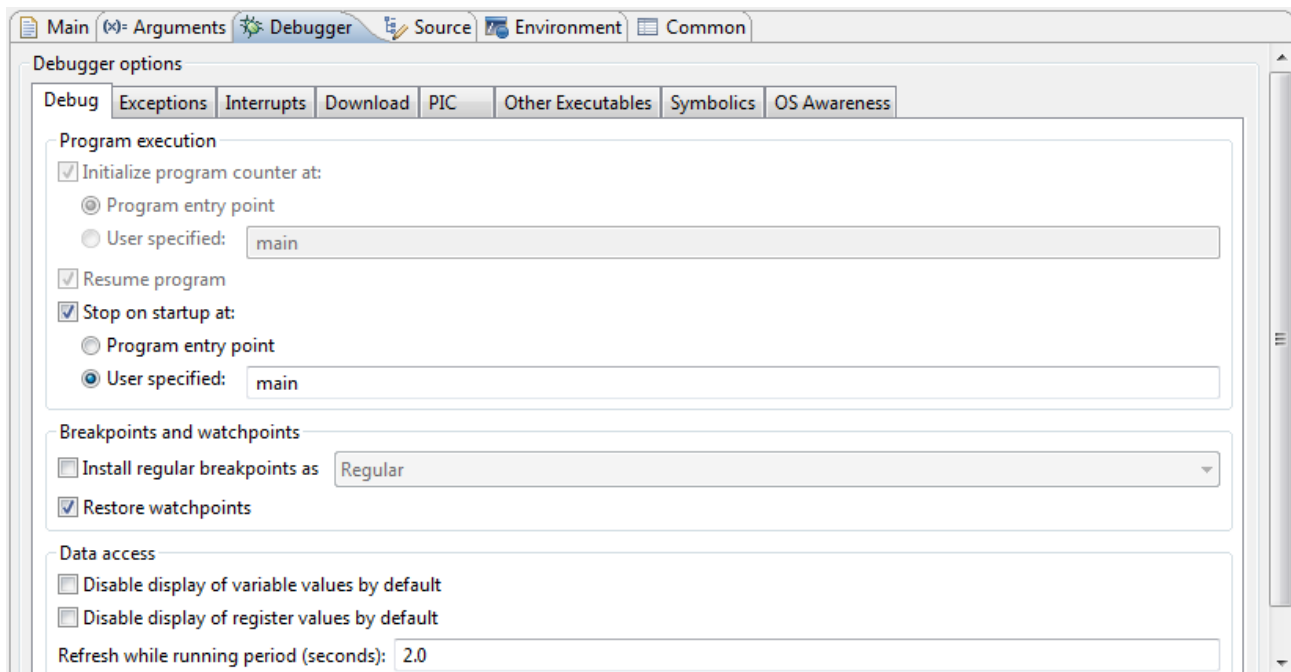 Main (x)= Arguments Debugger Source Environment Common
Debugger options
Debug Exceptions Interrupts Download PIC Other Executables Symbolics OS Awareness
Program execution
Initialize program counter at:
Program entry point
User specified: main
Resume program
Stop on startup at:
Program entry point
User specified: main
Breakpoints and watchpoints
Install regular breakpoints as Regular
Restore watchpoints
Data access
Disable display of variable values by default
Disable display of register values by default
Refresh while running period (seconds): 2.0